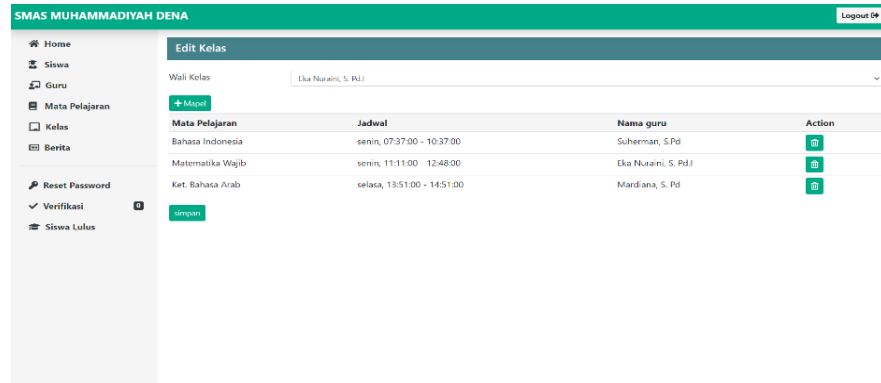 SMAS MUHAMMADIYAH DENA
Logout
Home
Siswa
Guru
Mata Pelajaran
Kelas
Berita
Reset Password
Verifikasi 0
Siswa Lulus
Edit Kelas
Wali Kelas Eka Nuraini, S. Pd.I
+ Mapel
Mata Pelajaran Jadwal Nama guru Action
Bahasa Indonesia senin, 07:37:00 - 10:37:00 Suherman, S.Pd
Matematika Wajib senin, 11:11:00 - 12:48:00 Eka Nuraini, S. Pd.I
Ket. Bahasa Arab selasa, 13:51:00 - 14:51:00 Mardiana, S. Pd
simpan